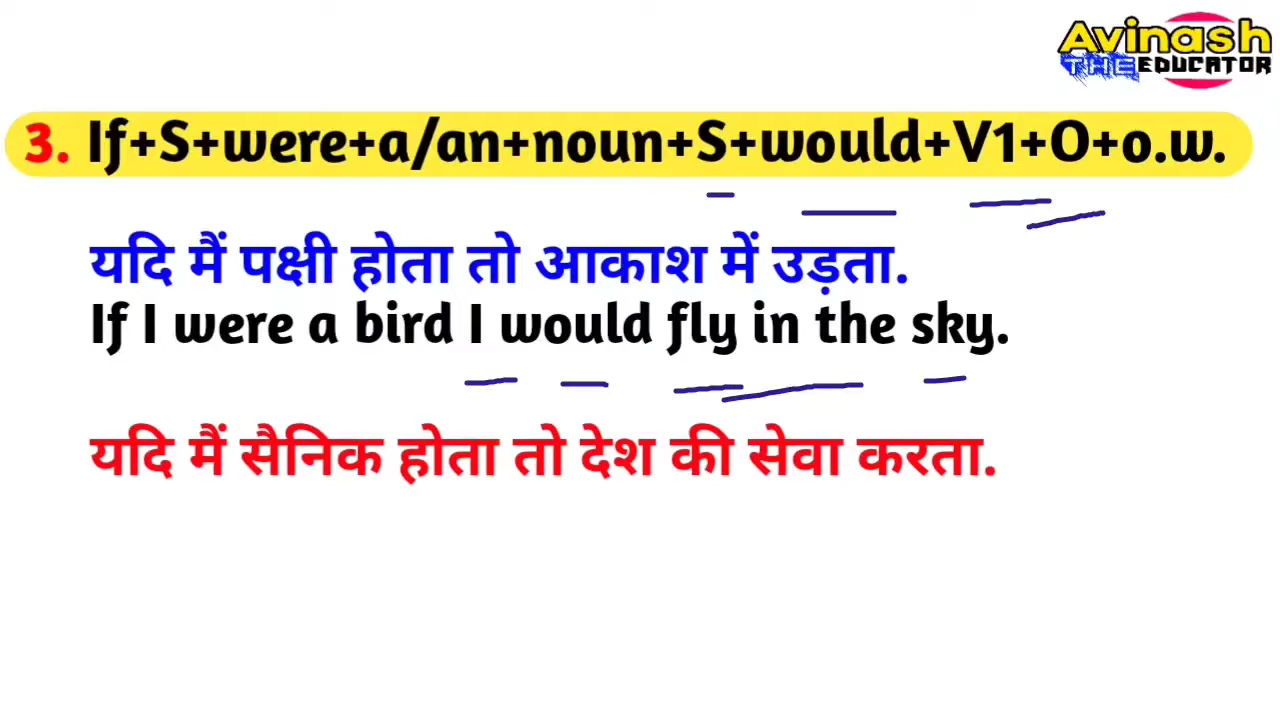 Avinash
THE EDUCATOR
3. If+S+were+a/an+noun+S+would+V1+O+o.w.
यदि मैं पक्षी होता तो आकाश में उड़ता.
If I were a bird I would fly in the sky.
यदि मैं सैनिक होता तो देश की सेवा करता.